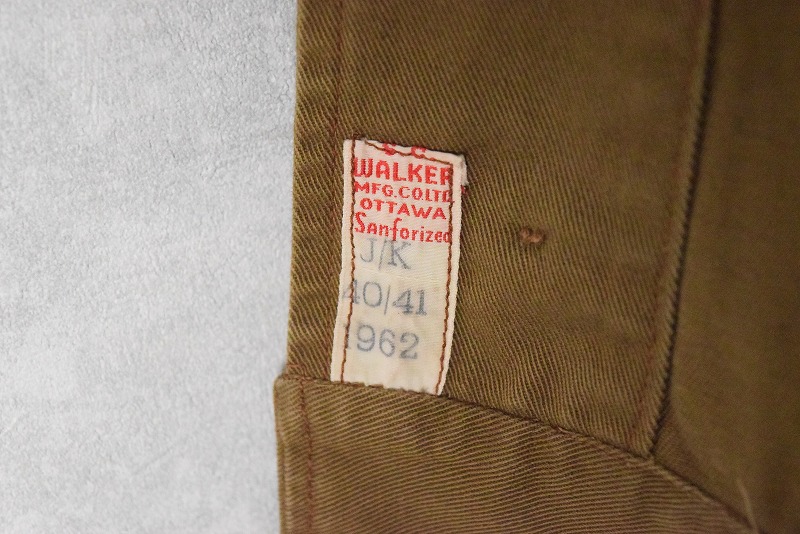 WALKER
MFG.CO.LTD
OTTAWA
Sanforized
J/K
40/41
1962